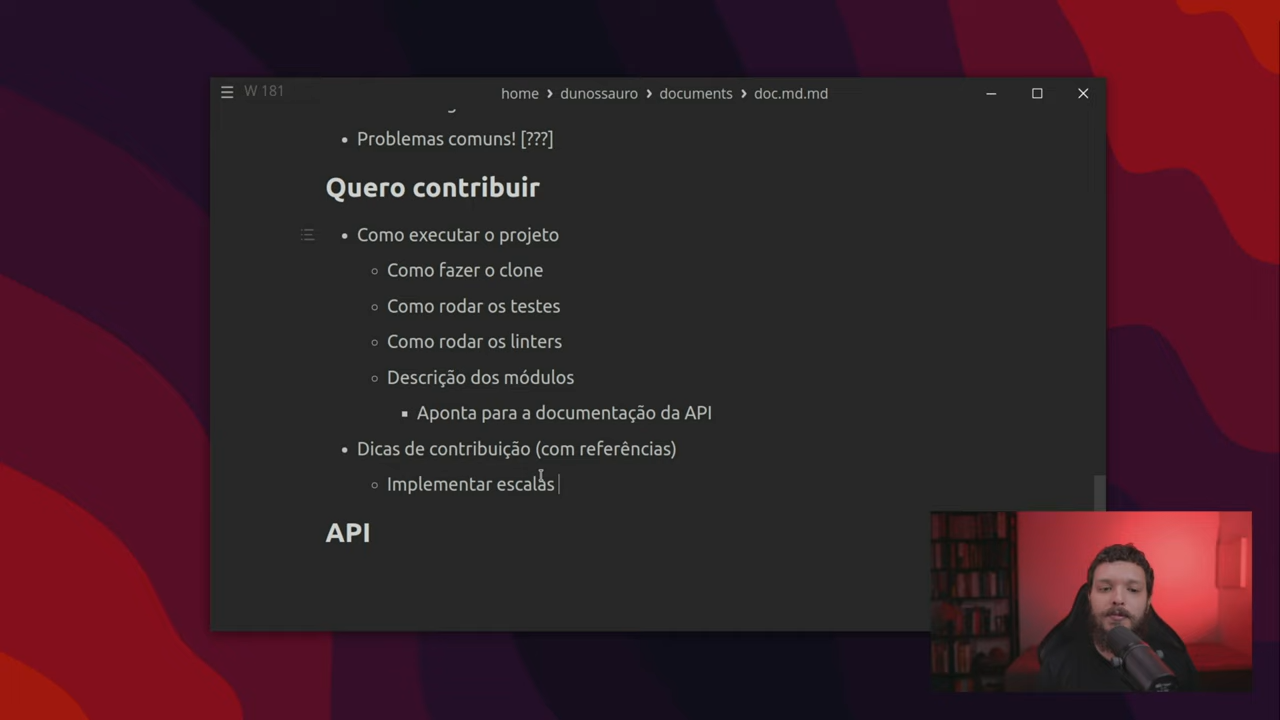 W 181
home › dunossauro › documents › doc.md.md
Problemas comuns! [???]
Quero contribuir
Como executar o projeto
Como fazer o clone
Como rodar os testes
Como rodar os linters
Descrição dos módulos
Aponta para a documentação da API
Dicas de contribuição (com referências)
Implementar escalas
API